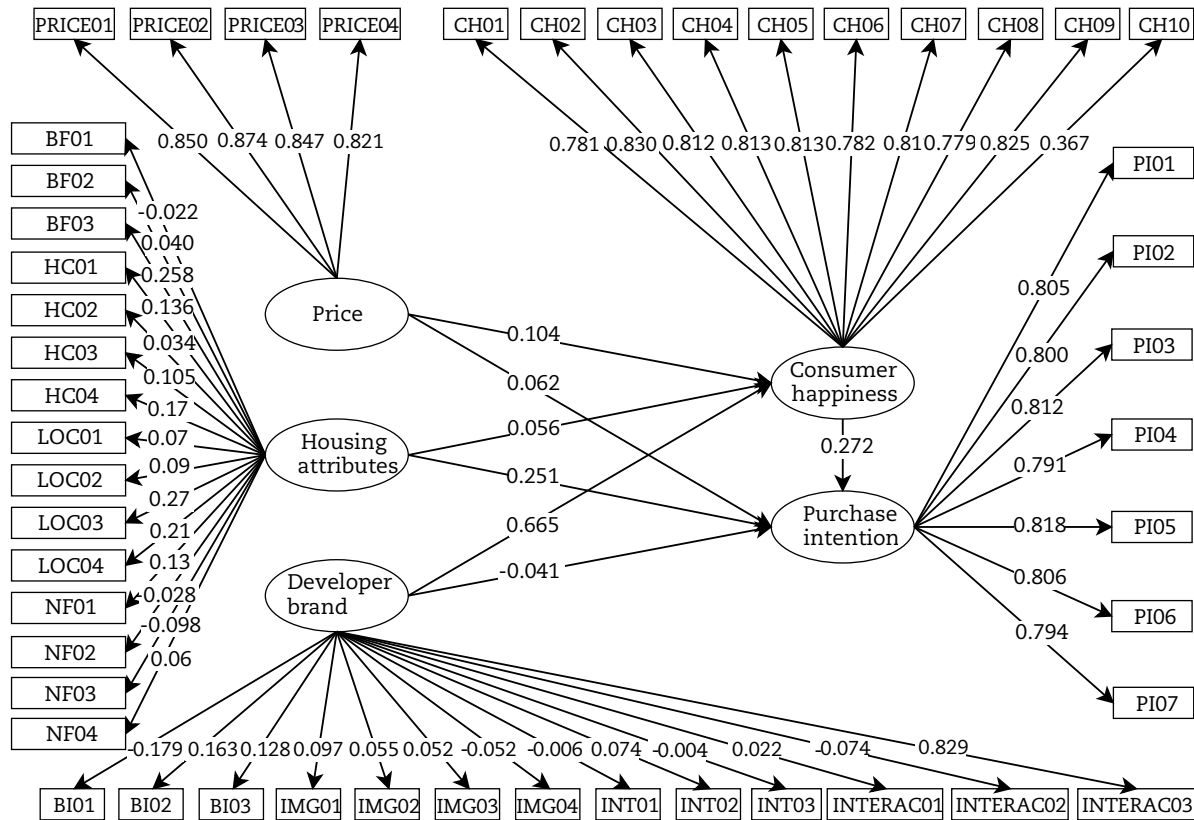 PRICE01 PRICE02 PRICE03 PRICE04 CH01 CH02 CH03 CH04 CH05 CH06 CH07 CH08 CH09 CH10
0.850 0.874 0.847 0.821 0.781 0.830 0.812 0.813 0.813 0.782 0.810 0.779 0.825 0.367
BF01
BF02
BF03
HC01
HC02
HC03
HC04
LOC01
LOC02
LOC03
LOC04
NF01
NF02
NF03
NF04
-0.022
0.040
0.258
0.136
0.034
0.105
0.17
0.07
0.09
0.27
0.21
0.13
-0.028
-0.098
0.06
Price
Housing
attributes
Developer
brand
0.104
0.062
0.056
0.251
0.665
-0.041
Consumer
happiness
0.272
Purchase
intention
0.805
0.800
0.812
0.791
0.818
0.806
0.794
PI01
PI02
PI03
PI04
PI05
PI06
PI07
-0.179 0.163 0.128 0.097 0.055 0.052 -0.052 -0.006 0.074 -0.004 0.022 -0.074 0.829
BI01 BI02 BI03 IMG01 IMG02 IMG03 IMG04 INT01 INT02 INT03 INTERAC01 INTERAC02 INTERAC03